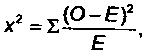 x² = Σ(O – E)²/E,